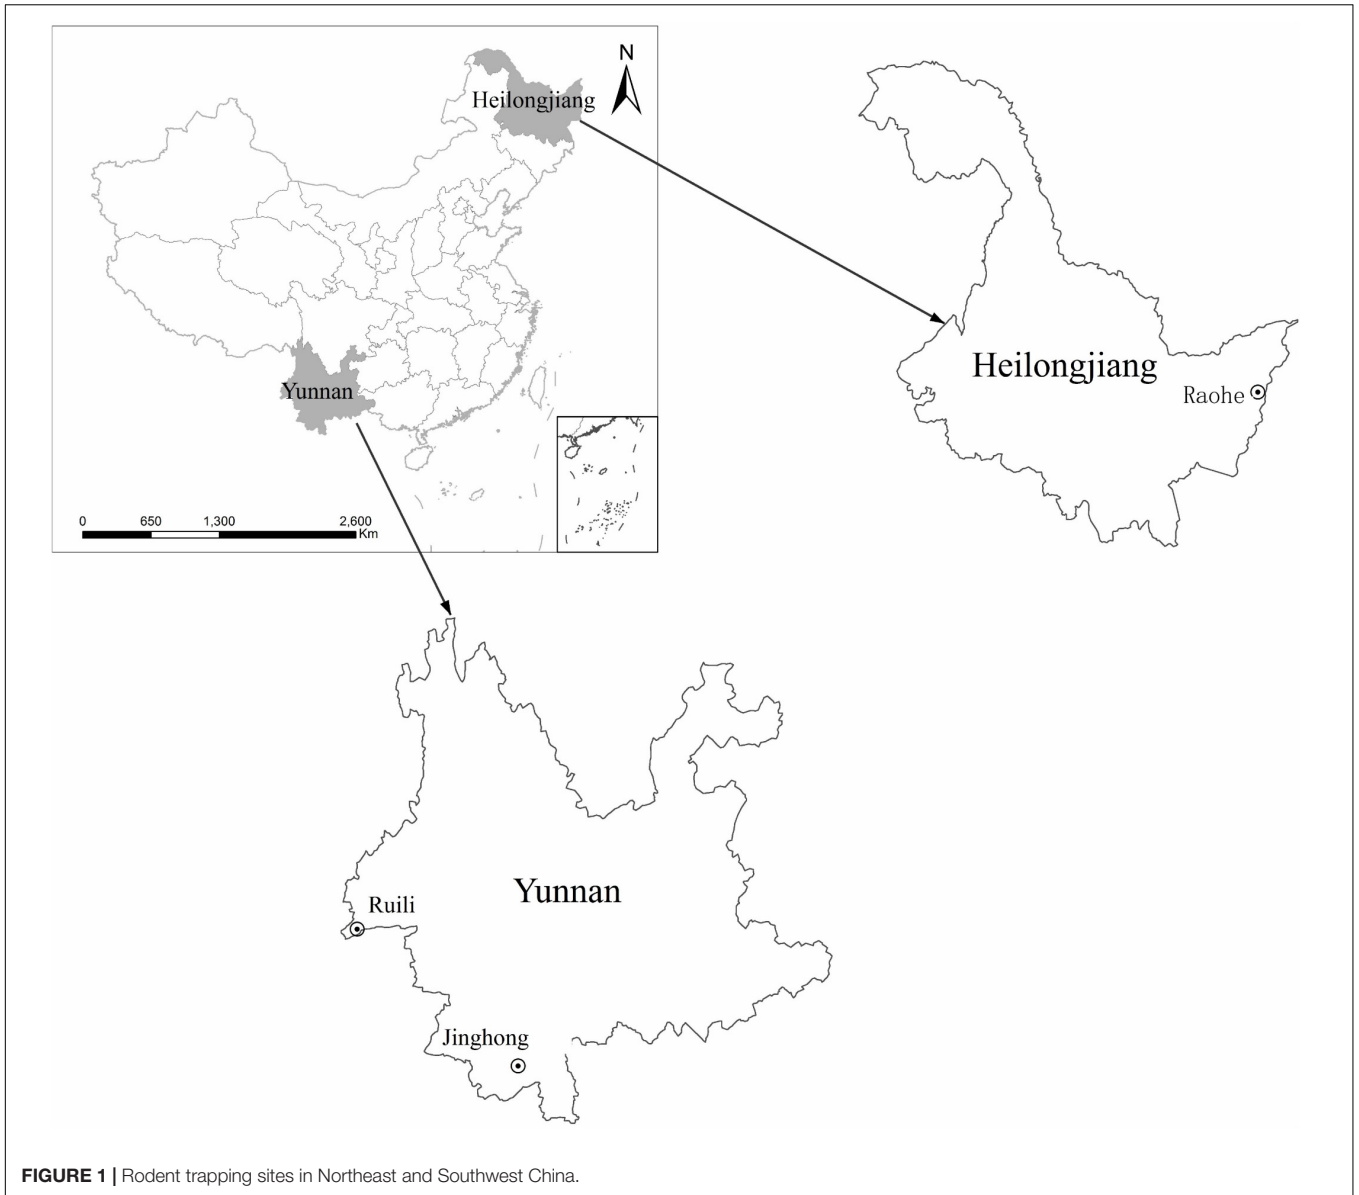 N
Heilongjiang
Yunnan
0 650 1,300 2,600
Km
Heilongjiang
Raohe
Yunnan
Ruili
Jinghong
FIGURE 1 | Rodent trapping sites in Northeast and Southwest China.